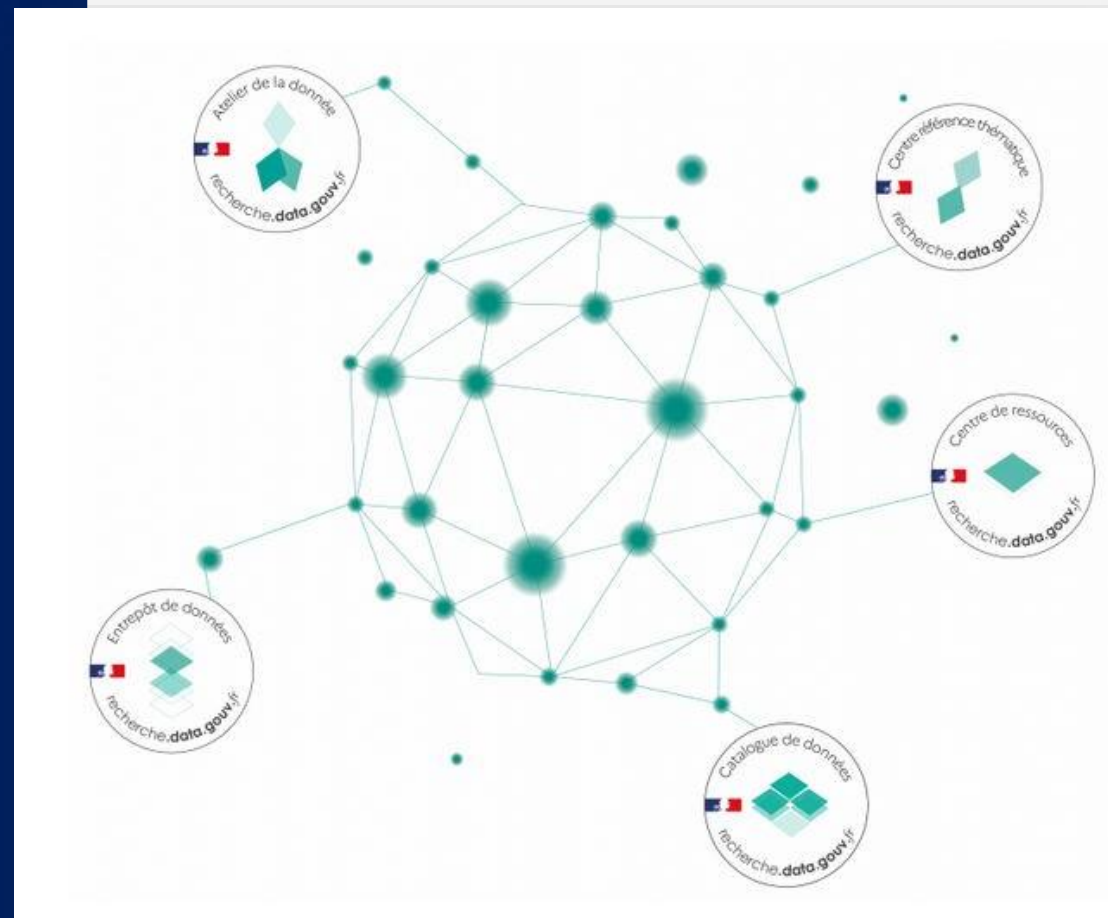 Atelier de la donnée
recherche.data.gouv.fr
Centre référence thématique
recherche.data.gouv.fr
Centre de ressources
recherche.data.gouv.fr
Entrepôt de données
recherche.data.gouv.fr
Catalogue de données
recherche.data.gouv.fr